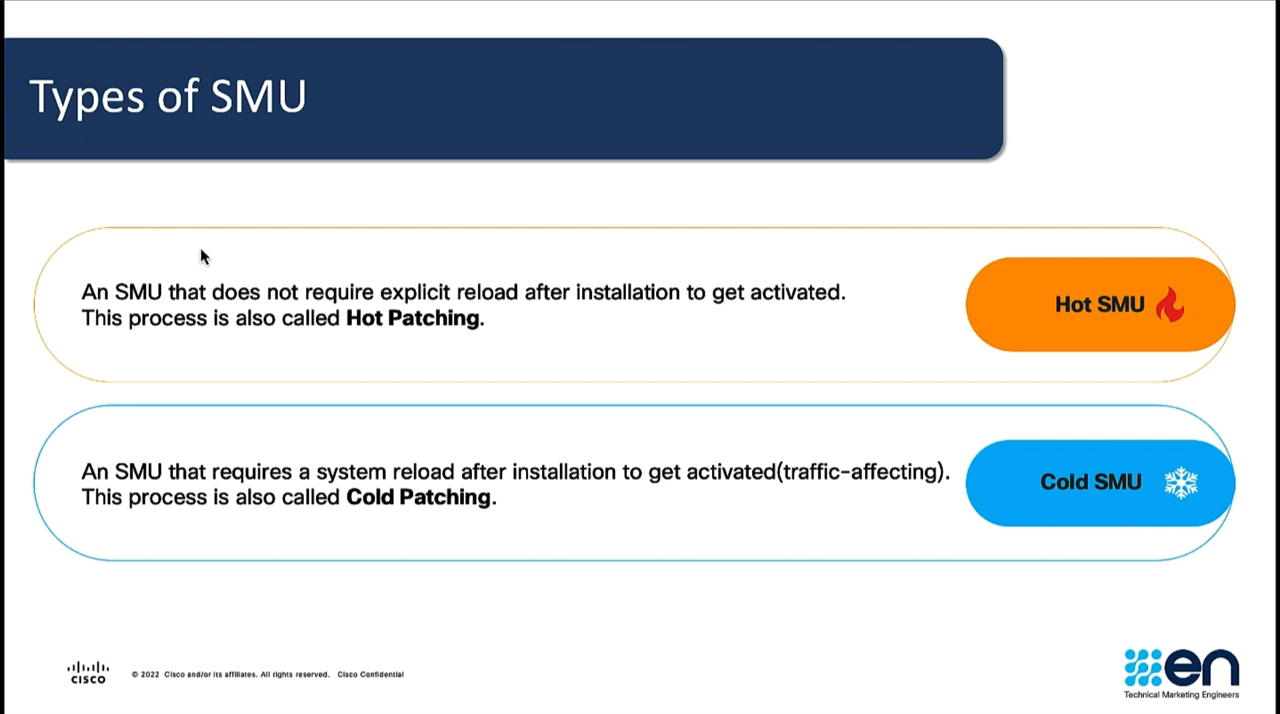 Types of SMU
An SMU that does not require explicit reload after installation to get activated.
This process is also called Hot Patching.
Hot SMU
An SMU that requires a system reload after installation to get activated(traffic-affecting).
This process is also called Cold Patching.
Cold SMU
CISCO
© 2022 Cisco and/or its affiliates. All rights reserved. Cisco Confidential
en
Technical Marketing Engineers